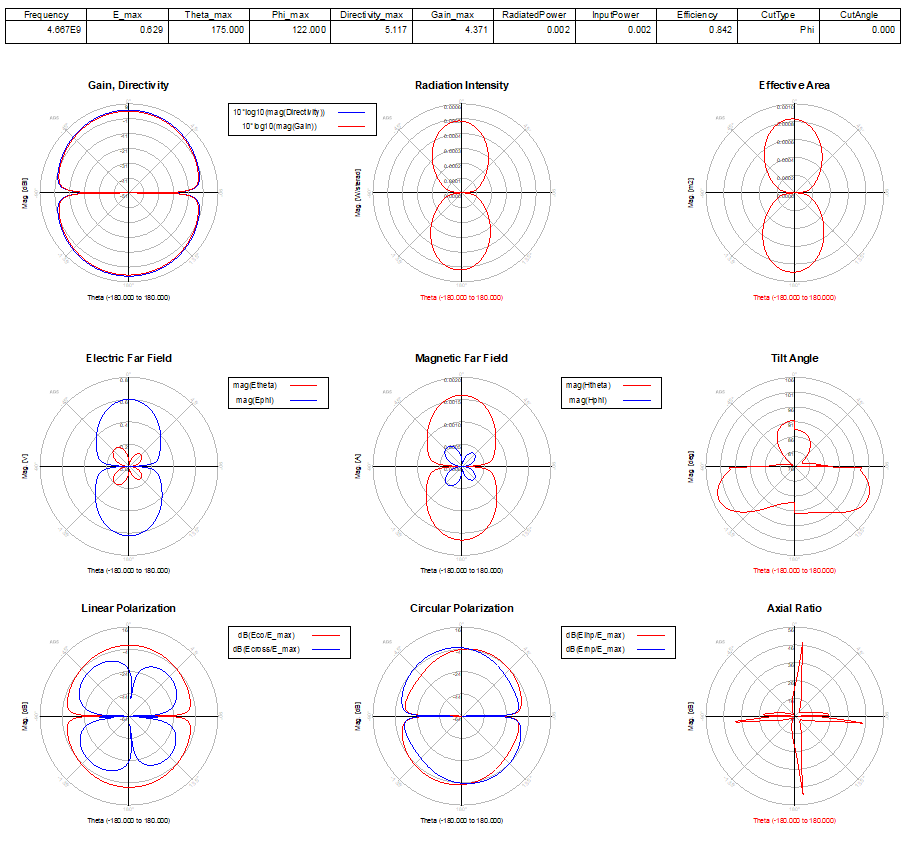 Frequency E_max Theta_max Phi_max Directivity_max Gain_max RadiatedPower InputPower Efficiency CutType CutAngle
4.667E9 0.629 175.000 122.000 5.117 4.371 0.002 0.002 0.842 Phi 0.000
Gain, Directivity Radiation Intensity Effective Area
10*log10(mag(Directivity))
10*log10(mag(Gain))
Mag. [dB] Mag. [W/sterad] Mag. [m2]
Theta (-180.000 to 180.000) Theta (-180.000 to 180.000) Theta (-180.000 to 180.000)
Electric Far Field Magnetic Far Field Tilt Angle
mag(Etheta) mag(Htheta)
mag(Ephi) mag(Hphi)
Mag. [V] Mag. [A] Mag. [deg]
Theta (-180.000 to 180.000) Theta (-180.000 to 180.000) Theta (-180.000 to 180.000)
Linear Polarization Circular Polarization Axial Ratio
dB(Eco/E_max) dB(Elhp/E_max)
dB(Ecross/E_max) dB(Erhp/E_max)
Mag. [dB] Mag. [dB] Mag. [dB]
Theta (-180.000 to 180.000) Theta (-180.000 to 180.000) Theta (-180.000 to 180.000)